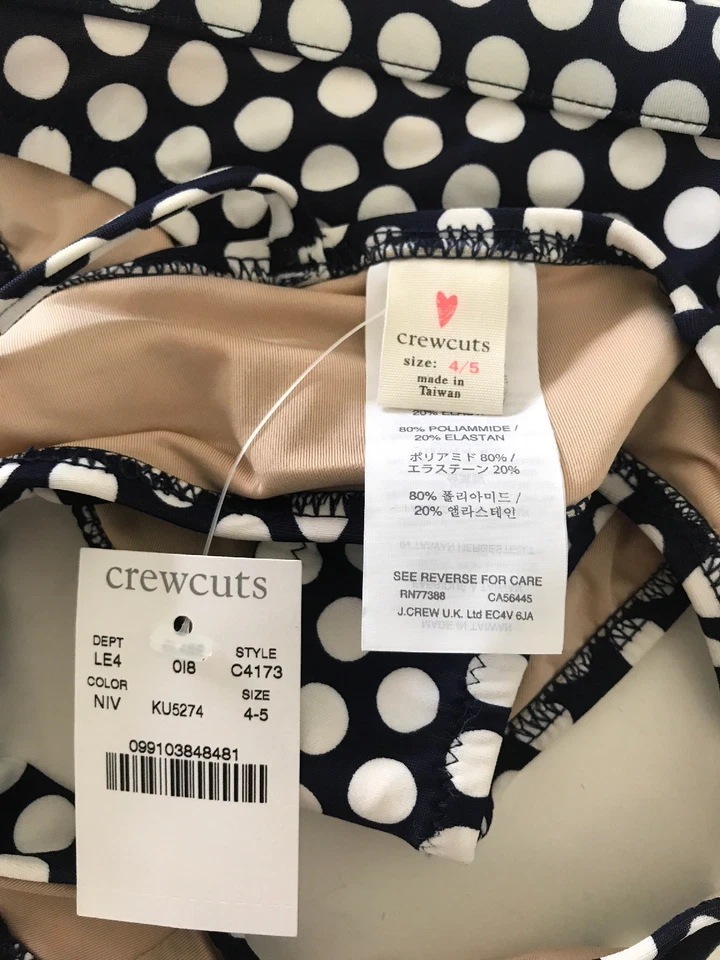 crewcuts
size: 4/5
made in
Taiwan
80% POLIAMMIDE /
20% ELASTAN
ポリアミド 80% /
エラステーン 20%
80% 폴리아미드 /
20% 앨라스테인
SEE REVERSE FOR CARE
RN77388 CA56445
J.CREW U.K. Ltd EC4V 6JA
crewcuts
DEPT STYLE
LE4 018 C4173
COLOR SIZE
NIV KU5274 4-5
099103848481